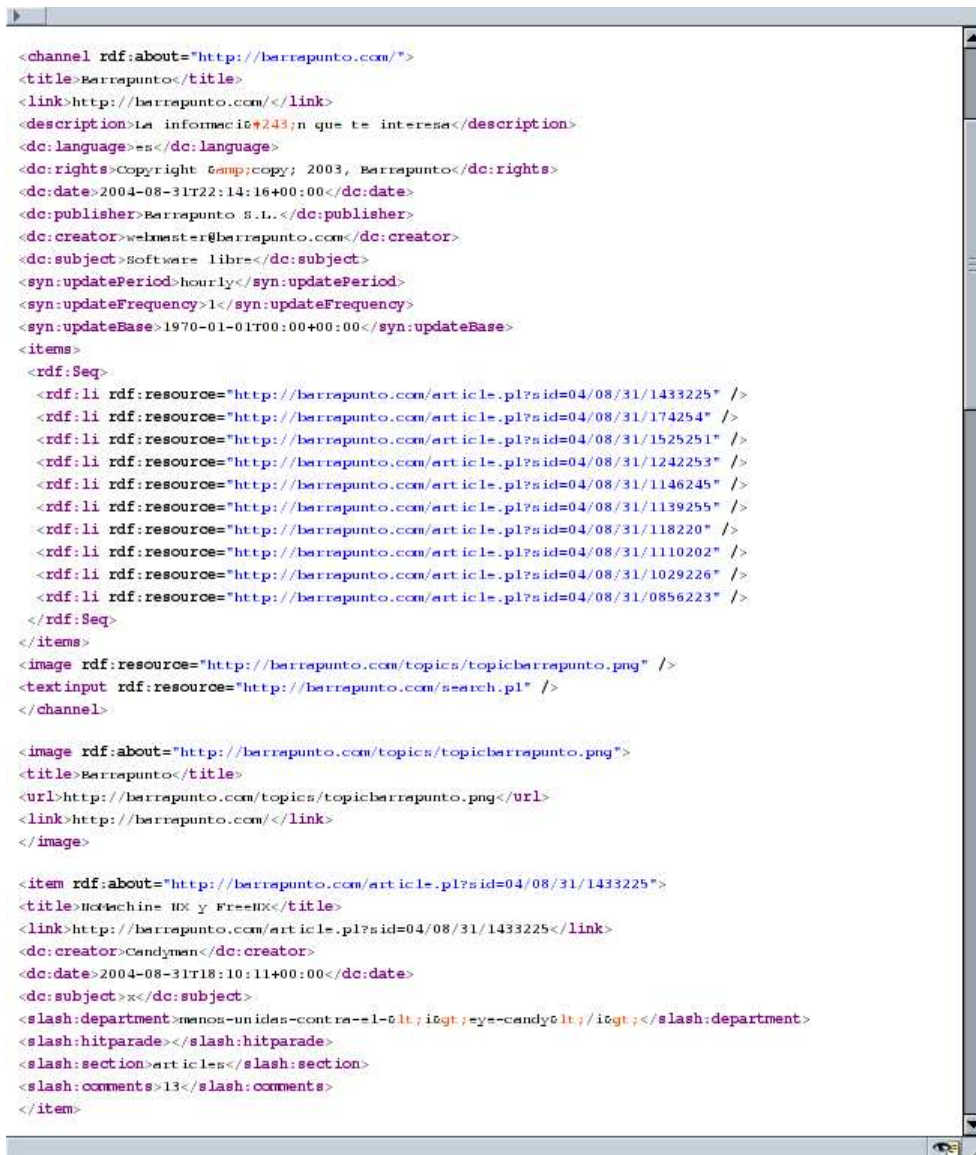 <channel rdf:about="http://barrapunto.com/">
<title>Barrapunto</title>
<link>http://barrapunto.com/</link>
<description>La informaci&#243;n que te interesa</description>
<dc:language>es</dc:language>
<dc:rights>Copyright &amp;copy; 2003, Barrapunto</dc:rights>
<dc:date>2004-08-31T22:14:16+00:00</dc:date>
<dc:publisher>Barrapunto S.L.</dc:publisher>
<dc:creator>webmaster@barrapunto.com</dc:creator>
<dc:subject>Software libre</dc:subject>
<syn:updatePeriod>hourly</syn:updatePeriod>
<syn:updateFrequency>1</syn:updateFrequency>
<syn:updateBase>1970-01-01T00:00+00:00</syn:updateBase>
<items>
<rdf:Seq>
<rdf:li rdf:resource="http://barrapunto.com/article.pl?sid=04/08/31/1433225" />
<rdf:li rdf:resource="http://barrapunto.com/article.pl?sid=04/08/31/174254" />
<rdf:li rdf:resource="http://barrapunto.com/article.pl?sid=04/08/31/1525251" />
<rdf:li rdf:resource="http://barrapunto.com/article.pl?sid=04/08/31/1242253" />
<rdf:li rdf:resource="http://barrapunto.com/article.pl?sid=04/08/31/1146245" />
<rdf:li rdf:resource="http://barrapunto.com/article.pl?sid=04/08/31/1139255" />
<rdf:li rdf:resource="http://barrapunto.com/article.pl?sid=04/08/31/118220" />
<rdf:li rdf:resource="http://barrapunto.com/article.pl?sid=04/08/31/1110202" />
<rdf:li rdf:resource="http://barrapunto.com/article.pl?sid=04/08/31/1029226" />
<rdf:li rdf:resource="http://barrapunto.com/article.pl?sid=04/08/31/0856223" />
</rdf:Seq>
</items>
<image rdf:resource="http://barrapunto.com/topics/topicbarrapunto.png" />
<textinput rdf:resource="http://barrapunto.com/search.pl" />
</channel>
<image rdf:about="http://barrapunto.com/topics/topicbarrapunto.png">
<title>Barrapunto</title>
<url>http://barrapunto.com/topics/topicbarrapunto.png</url>
<link>http://barrapunto.com/</link>
</image>
<item rdf:about="http://barrapunto.com/article.pl?sid=04/08/31/1433225">
<title>NoMachine NX y FreeNX</title>
<link>http://barrapunto.com/article.pl?sid=04/08/31/1433225</link>
<dc:creator>Candyman</dc:creator>
<dc:date>2004-08-31T18:10:11+00:00</dc:date>
<dc:subject>x</dc:subject>
<slash:department>manos-unidas-contra-el-&lt;i&gt;eye-candy&lt;/i&gt;</slash:department>
<slash:hitparade></slash:hitparade>
<slash:section>articles</slash:section>
<slash:comments>13</slash:comments>
</item>